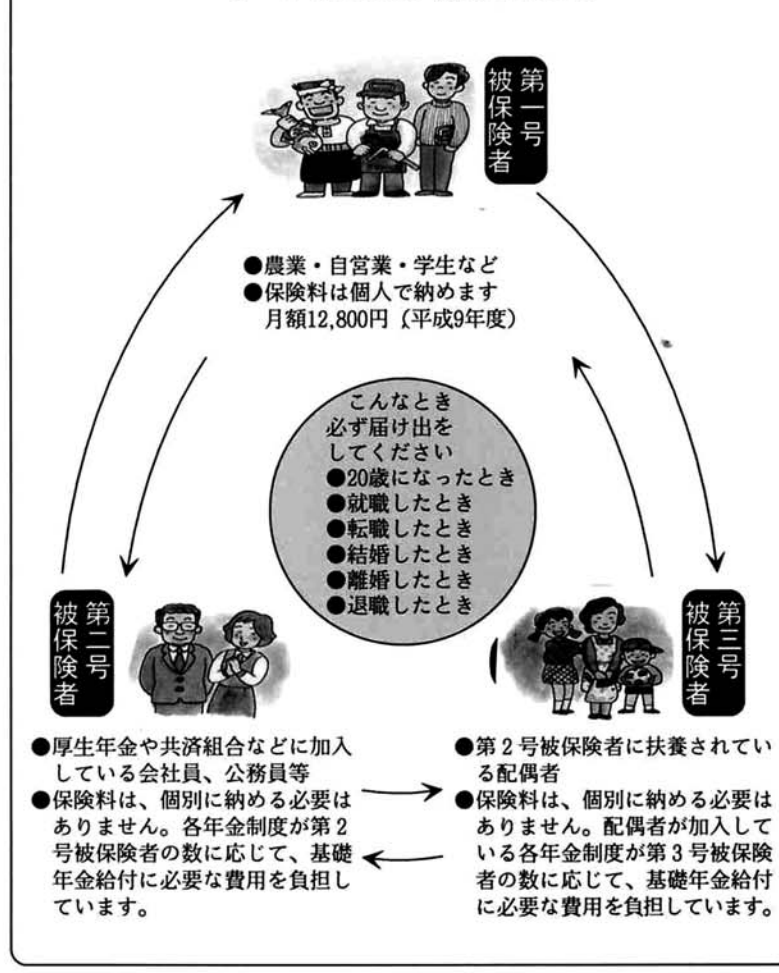 第一号
被保険者
●農業・自営業・学生など
●保険料は個人で納めます
月額12,800円（平成9年度）
こんなとき
必ず届け出を
してください
●20歳になったとき
●就職したとき
●転職したとき
●結婚したとき
●離婚したとき
●退職したとき
第二号
被保険者
●厚生年金や共済組合などに加入
している会社員、公務員等
●保険料は、個別に納める必要は
ありません。各年金制度が第2
号被保険者の数に応じて、基礎
年金給付に必要な費用を負担し
ています。
第三号
被保険者
●第2号被保険者に扶養されてい
る配偶者
●保険料は、個別に納める必要は
ありません。配偶者が加入して
いる各年金制度が第3号被保険
者の数に応じて、基礎年金給付
に必要な費用を負担しています。